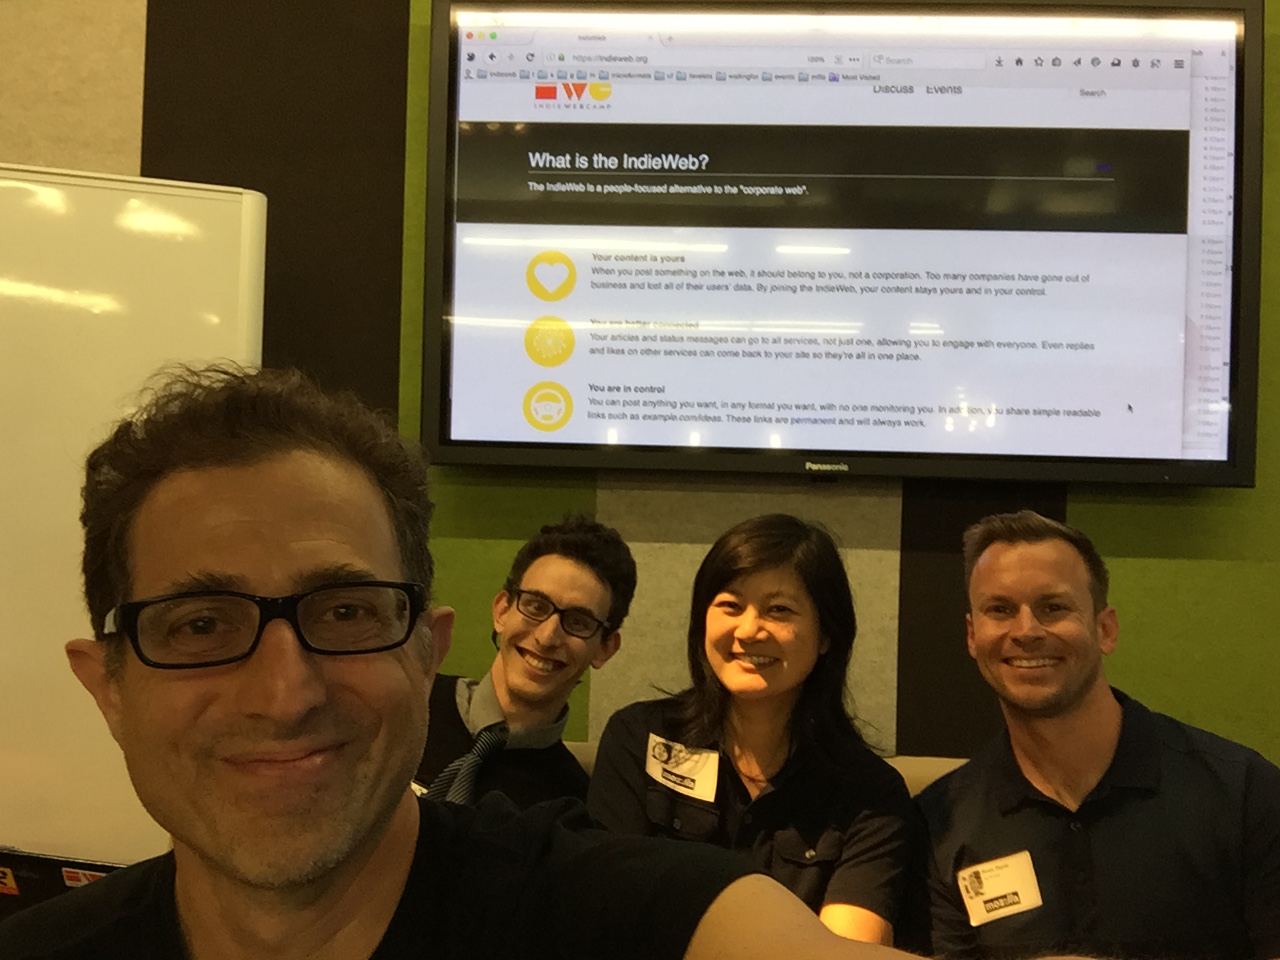 https://indieweb.org
120%
Search
microformats
events
Most Visited
INDIEWEBCAMP
Discuss Events
Search
What is the IndieWeb?
The IndieWeb is a people-focused alternative to the "corporate web".
Your content is yours
When you post something on the web, it should belong to you, not a corporation. Too many companies have gone out of
business and lost all of their users' data. By joining the IndieWeb, your content stays yours and in your control.
You are better connected
Your articles and status messages can go to all services, not just one, allowing you to engage with everyone. Even replies
and likes on other services can come back to your site so they're all in one place.
You are in control
You can post anything you want, in any format you want, with no one monitoring you. In addition, you share simple readable
links such as example.com/ideas. These links are permanent and will always work.
Panasonic
mozilla
mozilla